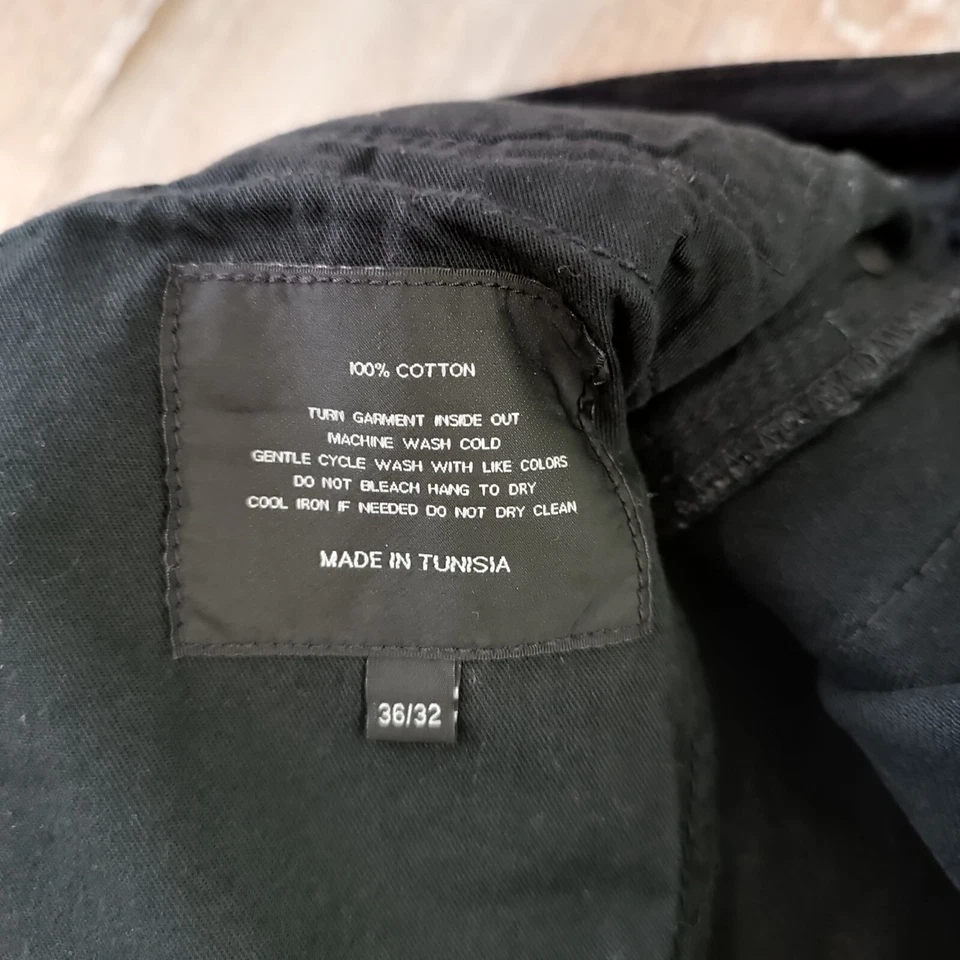 100% COTTON
TURN GARMENT INSIDE OUT
MACHINE WASH COLD
GENTLE CYCLE WASH WITH LIKE COLORS
DO NOT BLEACH HANG TO DRY
COOL IRON IF NEEDED DO NOT DRY CLEAN
MADE IN TUNISIA
36/32